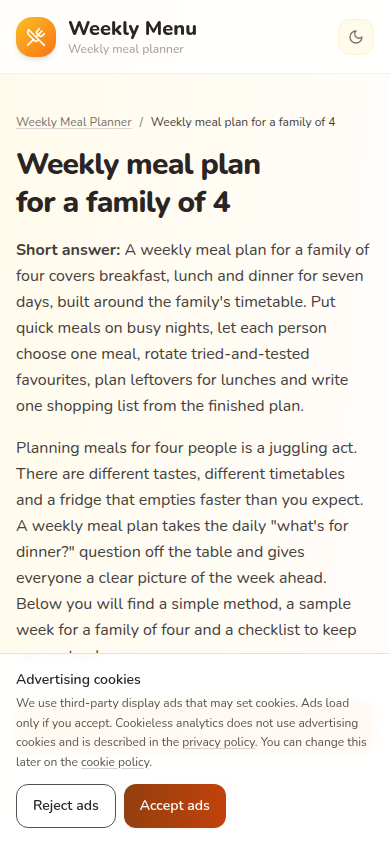 Weekly Menu
Weekly meal planner
Weekly Meal Planner / Weekly meal plan for a family of 4
Weekly meal plan
for a family of 4
Short answer: A weekly meal plan for a family of
four covers breakfast, lunch and dinner for seven
days, built around the family's timetable. Put
quick meals on busy nights, let each person
choose one meal, rotate tried-and-tested
favourites, plan leftovers for lunches and write
one shopping list from the finished plan.
Planning meals for four people is a juggling act.
There are different tastes, different timetables
and a fridge that empties faster than you expect.
A weekly meal plan takes the daily "what's for
dinner?" question off the table and gives
everyone a clear picture of the week ahead.
Below you will find a simple method, a sample
week for a family of four and a checklist to keep
Advertising cookies
We use third-party display ads that may set cookies. Ads load
only if you accept. Cookieless analytics does not use advertising
cookies and is described in the privacy policy. You can change this
later on the cookie policy.
Reject ads
Accept ads